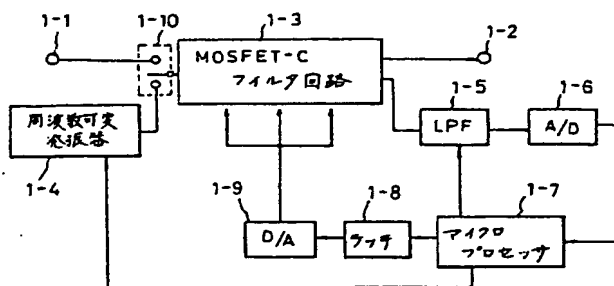 1-1
1-10
1-3
1-2
MOSFET-C
フィルタ回路
1-5
1-6
周波数可変
発振器
LPF
A/D
1-4
1-9
1-8
1-7
D/A
ラッチ
マイクロ
プロセッサ